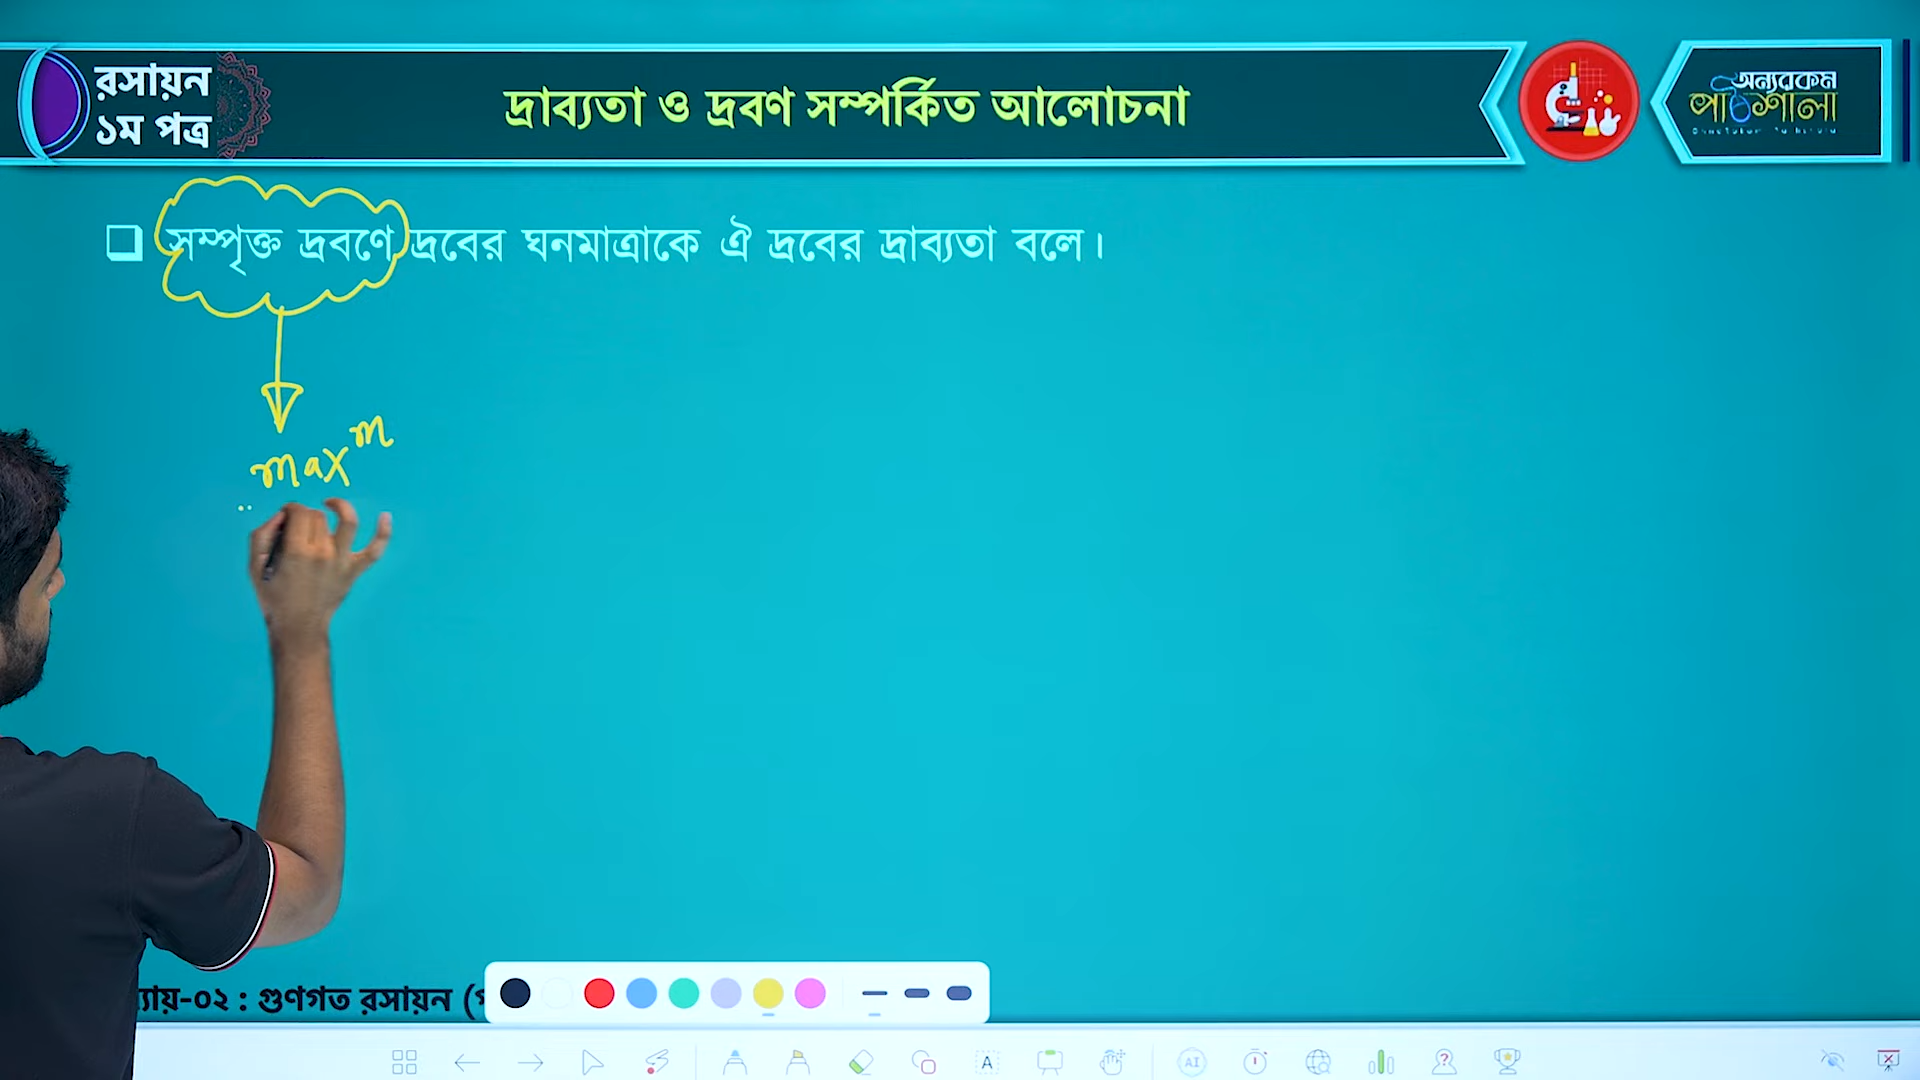 রসায়ন
১ম পত্র
দ্রাব্যতা ও দ্রবণ সম্পর্কিত আলোচনা
অন্যরকম
পাঠশালা
সম্পৃক্ত দ্রবণে দ্রবের ঘনমাত্রাকে ঐ দ্রবের দ্রাব্যতা বলে।
max^m
-০২ : গুণগত রসায়ন
A
AI